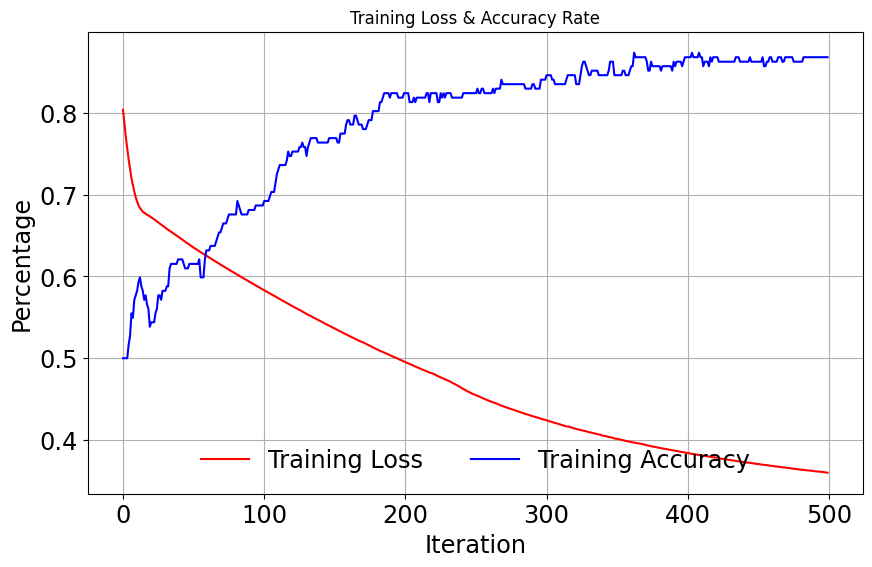 Training Loss & Accuracy Rate
Percentage
0.8
0.7
0.6
0.5
0.4
Training Loss
Training Accuracy
0
100
200
300
400
500
Iteration